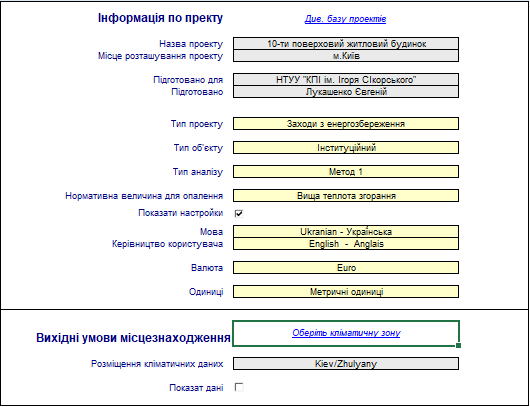 Інформація по пректу Див. базу проектів
Назва проекту 10-ти поверховий житловий будинок
Місце розташування проекту м.Київ
Підготовлено для НТУУ "КПІ ім. Ігоря СІкорського"
Підготовано Лукашенко Євгеній
Тип проекту Заходи з енергозбереження
Тип об'єкту Інституційний
Тип аналізу Метод 1
Нормативна величина для опалення Вища теплота згорання
Показати настройки
Мова Ukranian - Українська
Керівництво користувача English - Anglais
Валюта Euro
Одиниці Метричні одиниці
Вихідні умови місцезнаходження Оберіть кліматичну зону
Розміщення кліматичних даних Kiev/Zhulyany
Показат дані